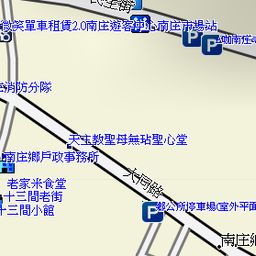 民生街
微笑單車租賃2.0南庄遊客中心南庄市場站
消防分隊
天主教聖母無玷聖心堂
南庄鄉戶政事務所
大同路
老家米食堂
十三間老街
十三間小館
鄉公所停車場(室外平面
南庄鄉